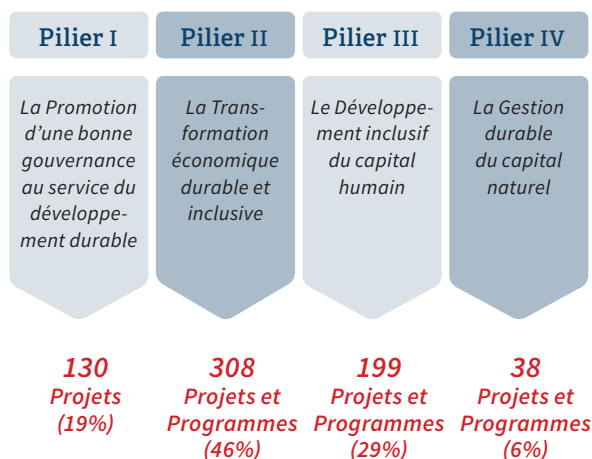 Pilier I
La Promotion
d’une bonne
gouvernance
au service du
développe-
ment durable
130
Projets
(19%)
Pilier II
La Trans-
formation
économique
durable et
inclusive
308
Projets et
Programmes
(46%)
Pilier III
Le Développe-
ment inclusif
du capital
humain
199
Projets et
Programmes
(29%)
Pilier IV
La Gestion
durable
du capital
naturel
38
Projets et
Programmes
(6%)